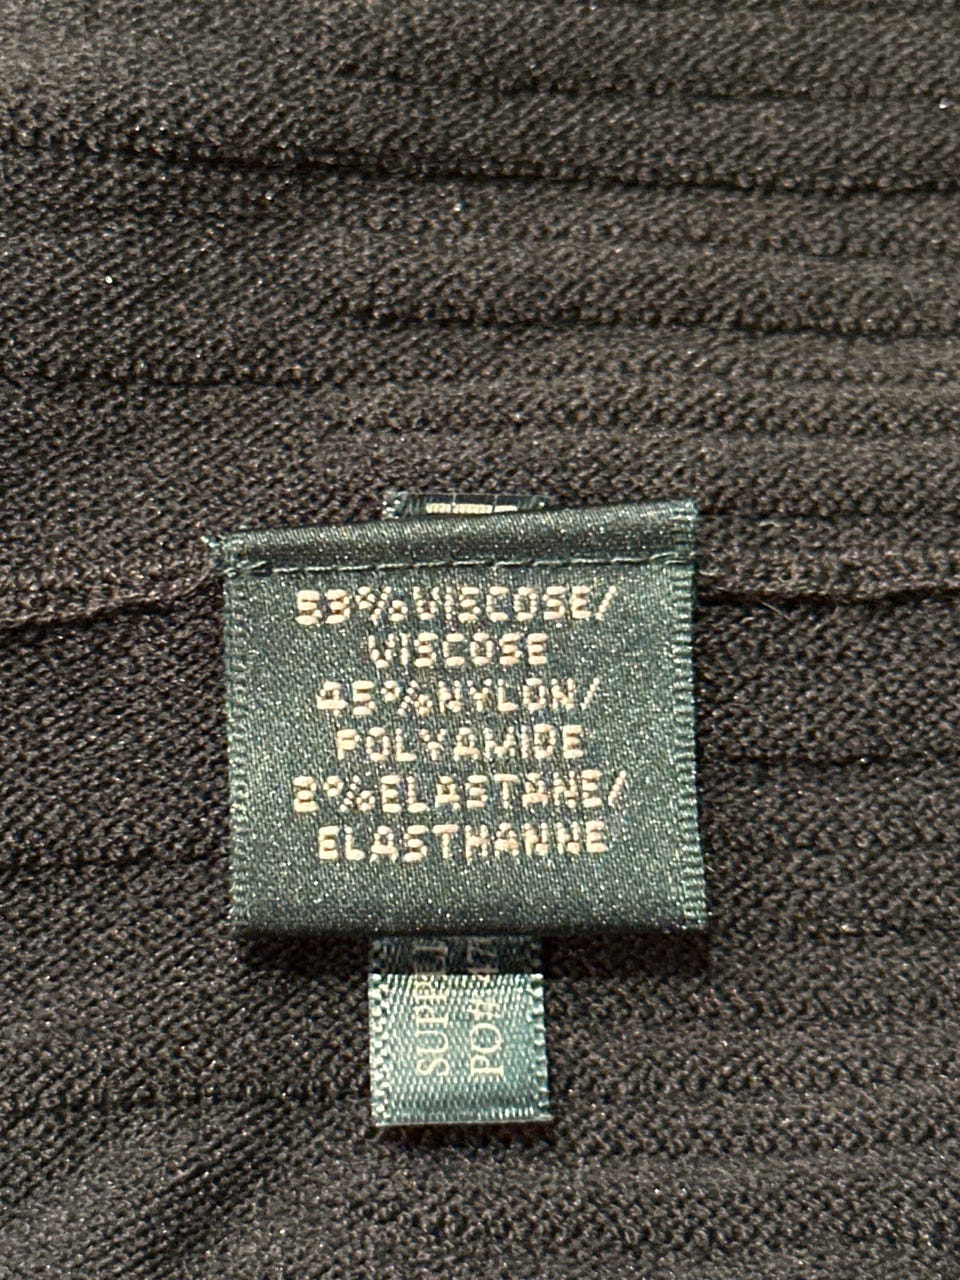 53% VISCOSE/
VISCOSE
45% NYLON/
POLYAMIDE
2% ELASTANE/
ELASTHANNE
SUPP
PO#